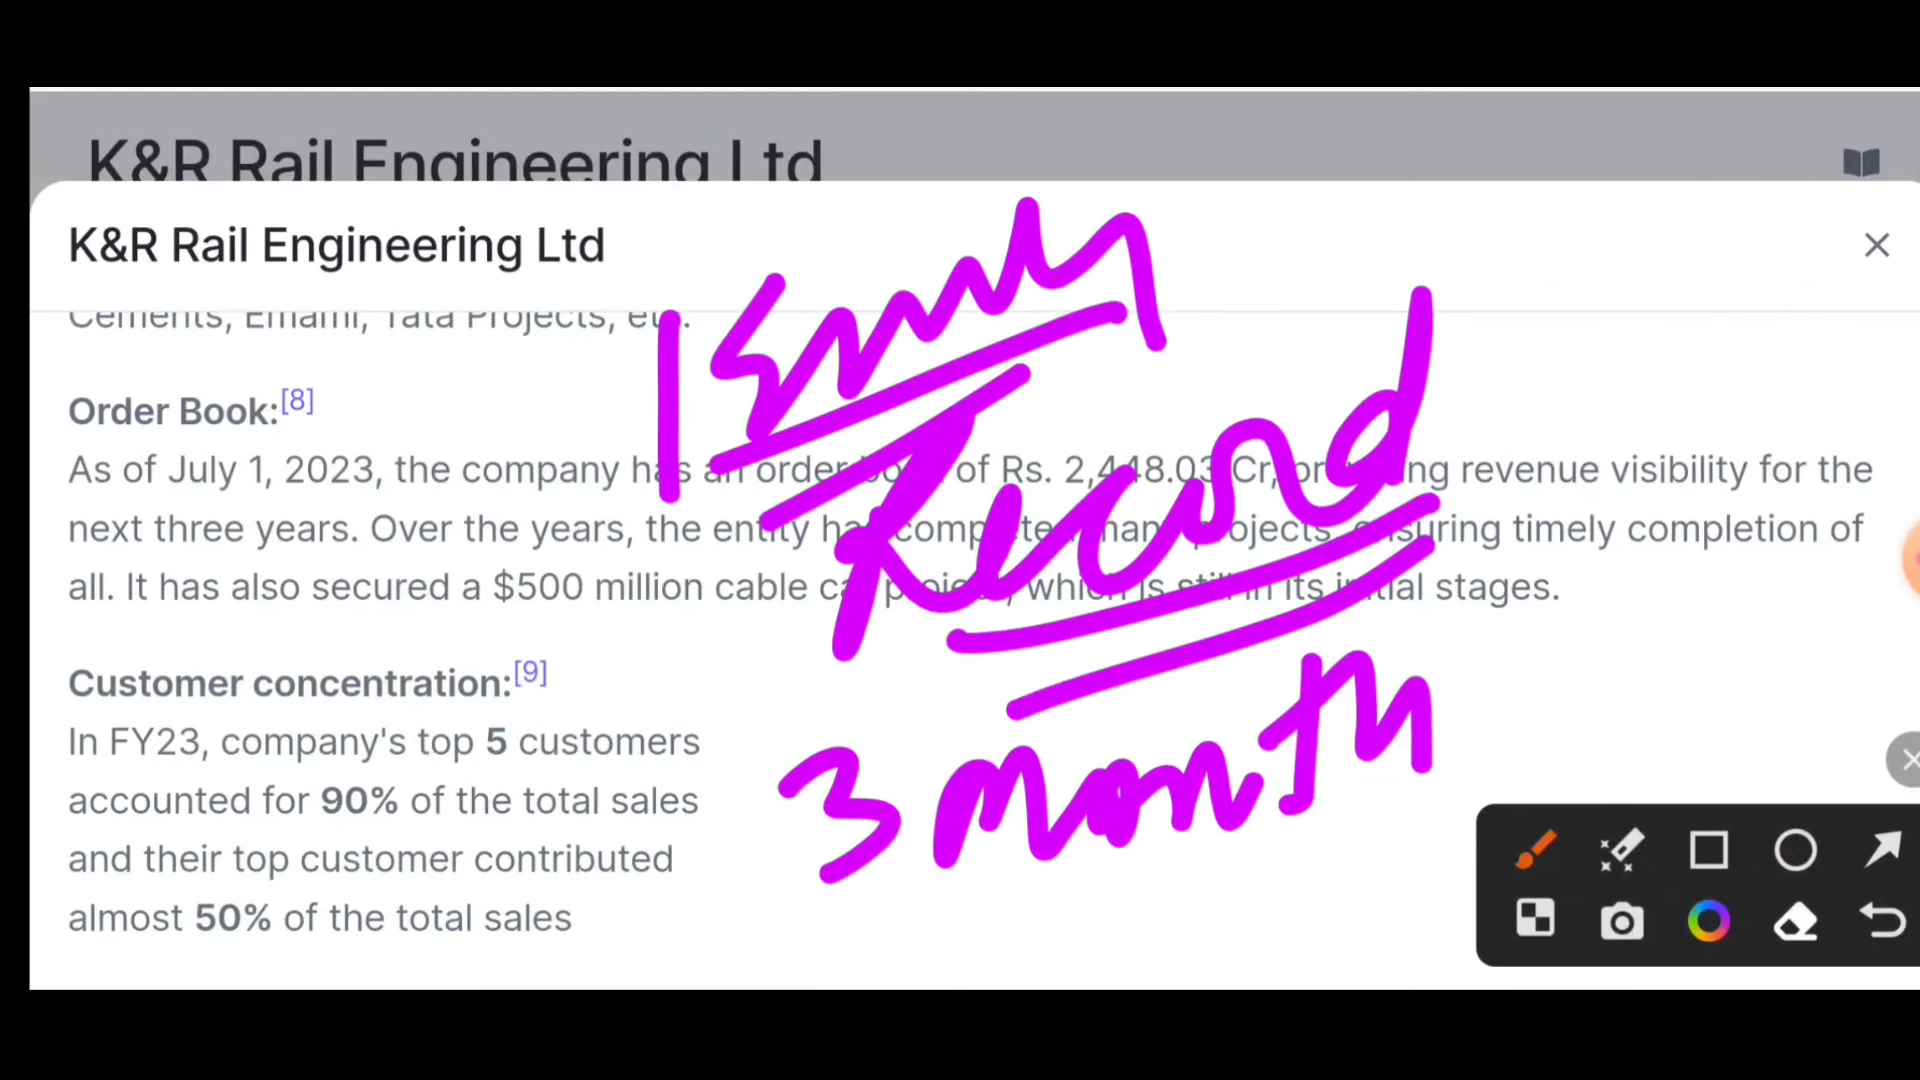 K&R Rail Engineering Ltd
K&R Rail Engineering Ltd
Cements, Emami, Tata Projects, etc.
Order Book:[8]
As of July 1, 2023, the company has an order book of Rs. 2,448.03 Cr, providing revenue visibility for the
next three years. Over the years, the entity has completed many projects, ensuring timely completion of
all. It has also secured a $500 million cable car project, which is still in its initial stages.
Record
3 month
Customer concentration:[9]
In FY23, company's top 5 customers
accounted for 90% of the total sales
and their top customer contributed
almost 50% of the total sales